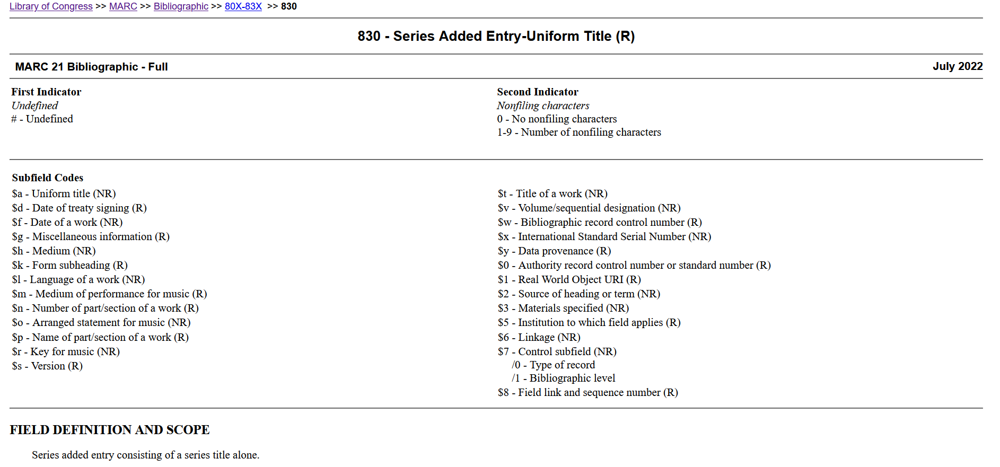 Library of Congress >> MARC >> Bibliographic >> 80X-83X >> 830
830 - Series Added Entry-Uniform Title (R)
MARC 21 Bibliographic - Full
July 2022
First Indicator
Undefined
# - Undefined
Second Indicator
Nonfiling characters
0 - No nonfiling characters
1-9 - Number of nonfiling characters
Subfield Codes
$a - Uniform title (NR)
$d - Date of treaty signing (R)
$f - Date of a work (NR)
$g - Miscellaneous information (R)
$h - Medium (NR)
$k - Form subheading (R)
$l - Language of a work (NR)
$m - Medium of performance for music (R)
$n - Number of part/section of a work (R)
$o - Arranged statement for music (NR)
$p - Name of part/section of a work (R)
$r - Key for music (NR)
$s - Version (R)
$t - Title of a work (NR)
$v - Volume/sequential designation (NR)
$w - Bibliographic record control number (R)
$x - International Standard Serial Number (NR)
$y - Data provenance (R)
$0 - Authority record control number or standard number (R)
$1 - Real World Object URI (R)
$2 - Source of heading or term (NR)
$3 - Materials specified (NR)
$5 - Institution to which field applies (R)
$6 - Linkage (NR)
$7 - Control subfield (NR)
/0 - Type of record
/1 - Bibliographic level
$8 - Field link and sequence number (R)
FIELD DEFINITION AND SCOPE
Series added entry consisting of a series title alone.